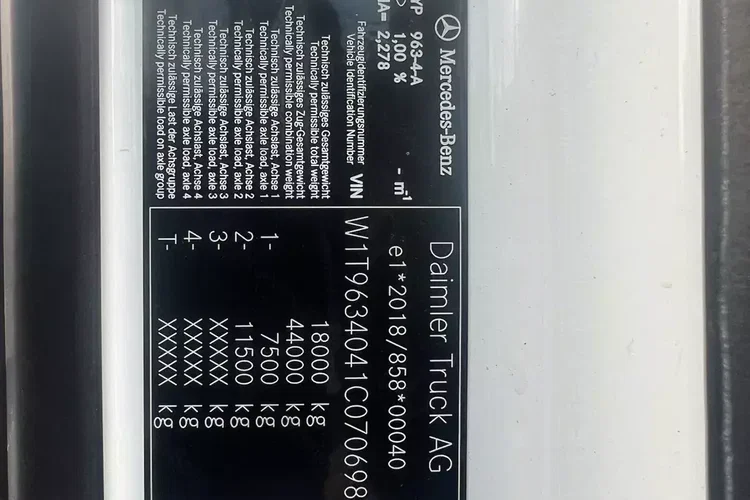 Mercedes-Benz
Daimler Truck AG
YP 963-4-A
e1*2018/858*00040
1,00 % - m-1
IA= 2,278
Fahrzeugidentifizierungsnummer
Vehicle Identification Number VIN W1T9634041C070698
Technisch zulässiges Gesamtgewicht
Technically permissible total weight 18000 kg
Technisch zulässiges Zug-Gesamtgewicht
Technically permissible combination weight 44000 kg
Technisch zulässige Achslast, Achse 1
Technically permissible axle load, axle 1 1- 7500 kg
Technisch zulässige Achslast, Achse 2
Technically permissible axle load, axle 2 2- 11500 kg
Technisch zulässige Achslast, Achse 3
Technically permissible axle load, axle 3 3- XXXXX kg
Technisch zulässige Achslast, Achse 4
Technically permissible axle load, axle 4 4- XXXXX kg
Technisch zulässige Last der Achsgruppe
Technically permissible load on axle group T- XXXXX kg